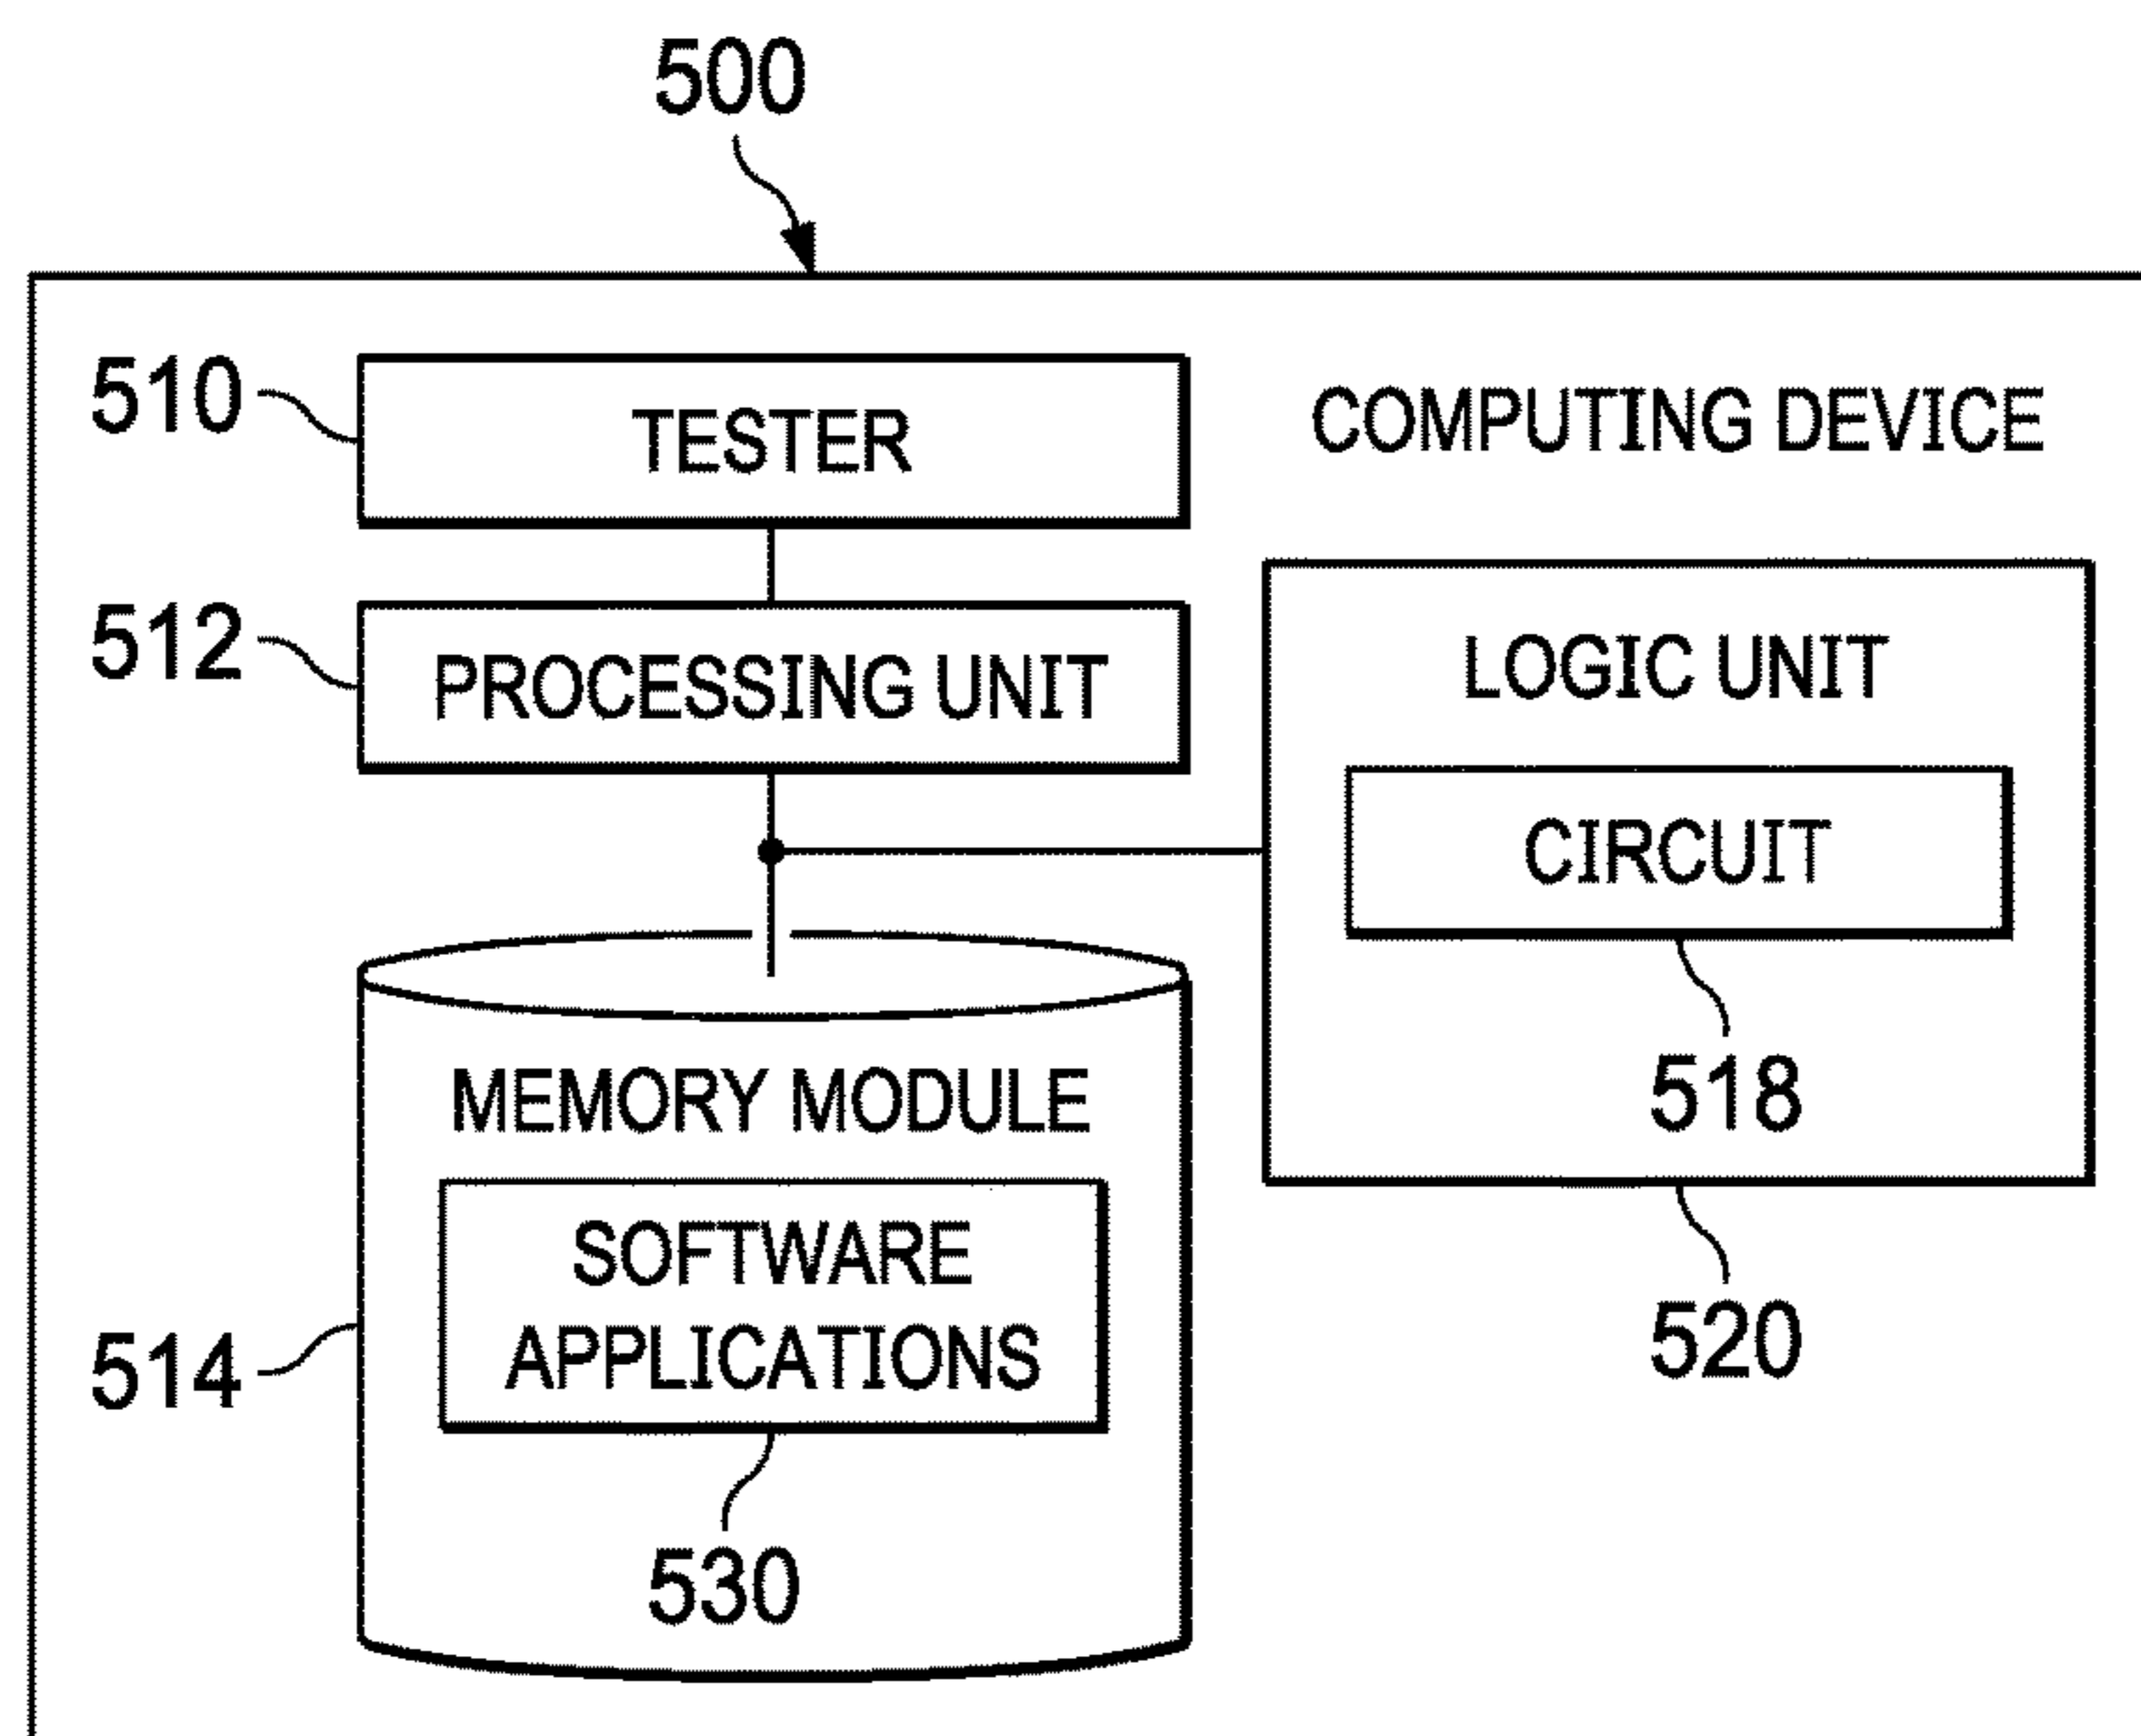 500
510
TESTER
COMPUTING DEVICE
512
PROCESSING UNIT
LOGIC UNIT
CIRCUIT
518
MEMORY MODULE
SOFTWARE
APPLICATIONS
514
520
530